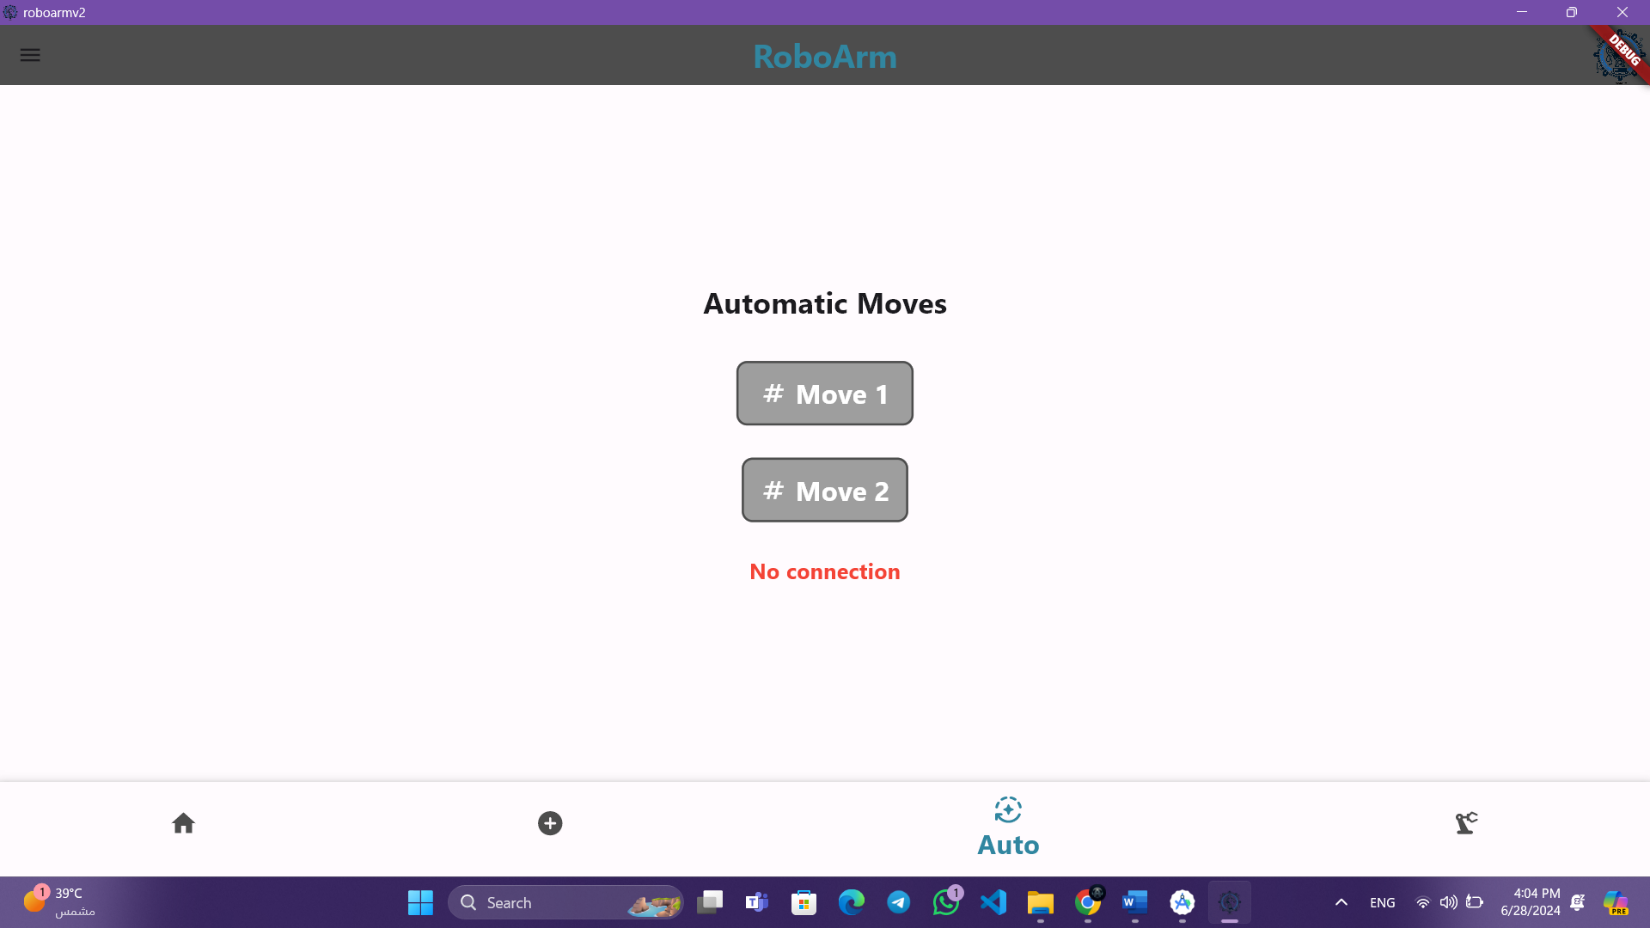 roboarmv2
RoboArm
DEBUG
Automatic Moves
# Move 1
# Move 2
No connection
Auto
1
39°C
مشمس
Search
1
ENG
4:04 PM
6/28/2024
PRE